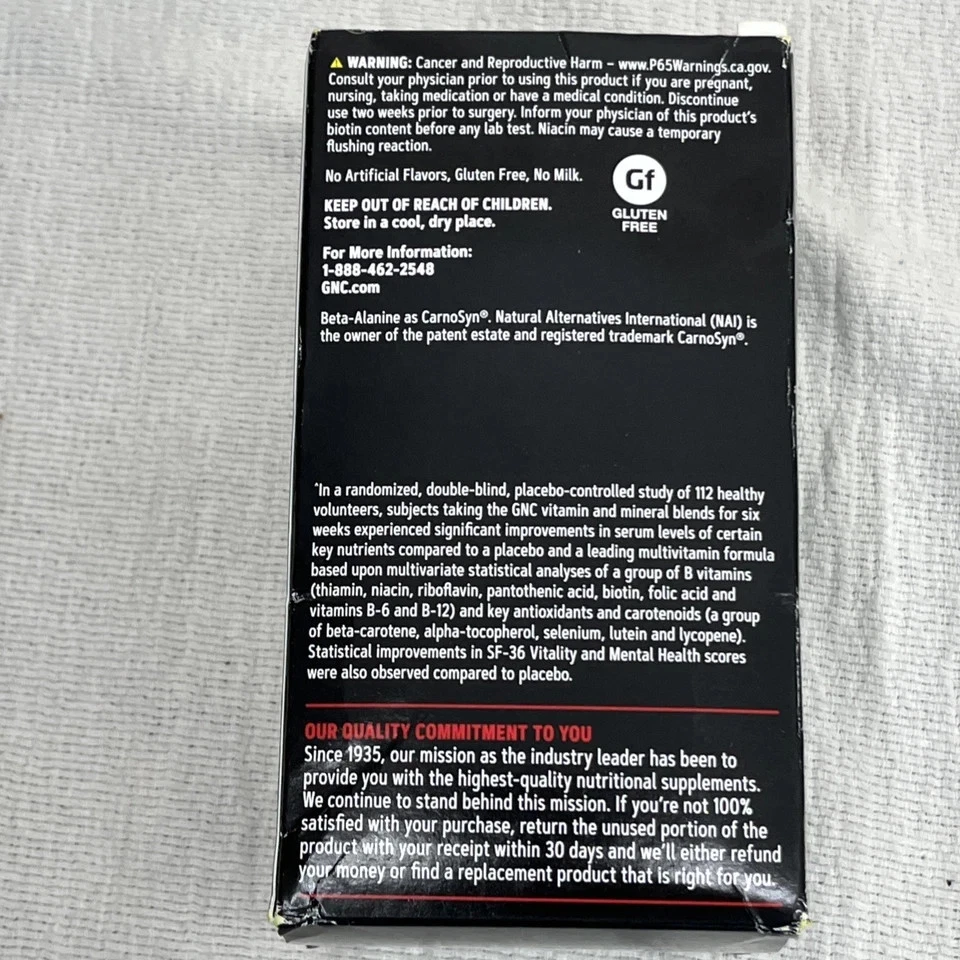 ⚠ WARNING: Cancer and Reproductive Harm – www.P65Warnings.ca.gov.
Consult your physician prior to using this product if you are pregnant,
nursing, taking medication or have a medical condition. Discontinue
use two weeks prior to surgery. Inform your physician of this product's
biotin content before any lab test. Niacin may cause a temporary
flushing reaction.
No Artificial Flavors, Gluten Free, No Milk.
Gf
GLUTEN
FREE
KEEP OUT OF REACH OF CHILDREN.
Store in a cool, dry place.
For More Information:
1-888-462-2548
GNC.com
Beta-Alanine as CarnoSyn®. Natural Alternatives International (NAI) is
the owner of the patent estate and registered trademark CarnoSyn®.
^In a randomized, double-blind, placebo-controlled study of 112 healthy
volunteers, subjects taking the GNC vitamin and mineral blends for six
weeks experienced significant improvements in serum levels of certain
key nutrients compared to a placebo and a leading multivitamin formula
based upon multivariate statistical analyses of a group of B vitamins
(thiamin, niacin, riboflavin, pantothenic acid, biotin, folic acid and
vitamins B-6 and B-12) and key antioxidants and carotenoids (a group
of beta-carotene, alpha-tocopherol, selenium, lutein and lycopene).
Statistical improvements in SF-36 Vitality and Mental Health scores
were also observed compared to placebo.
OUR QUALITY COMMITMENT TO YOU
Since 1935, our mission as the industry leader has been to
provide you with the highest-quality nutritional supplements.
We continue to stand behind this mission. If you're not 100%
satisfied with your purchase, return the unused portion of the
product with your receipt within 30 days and we'll either refund
your money or find a replacement product that is right for you.